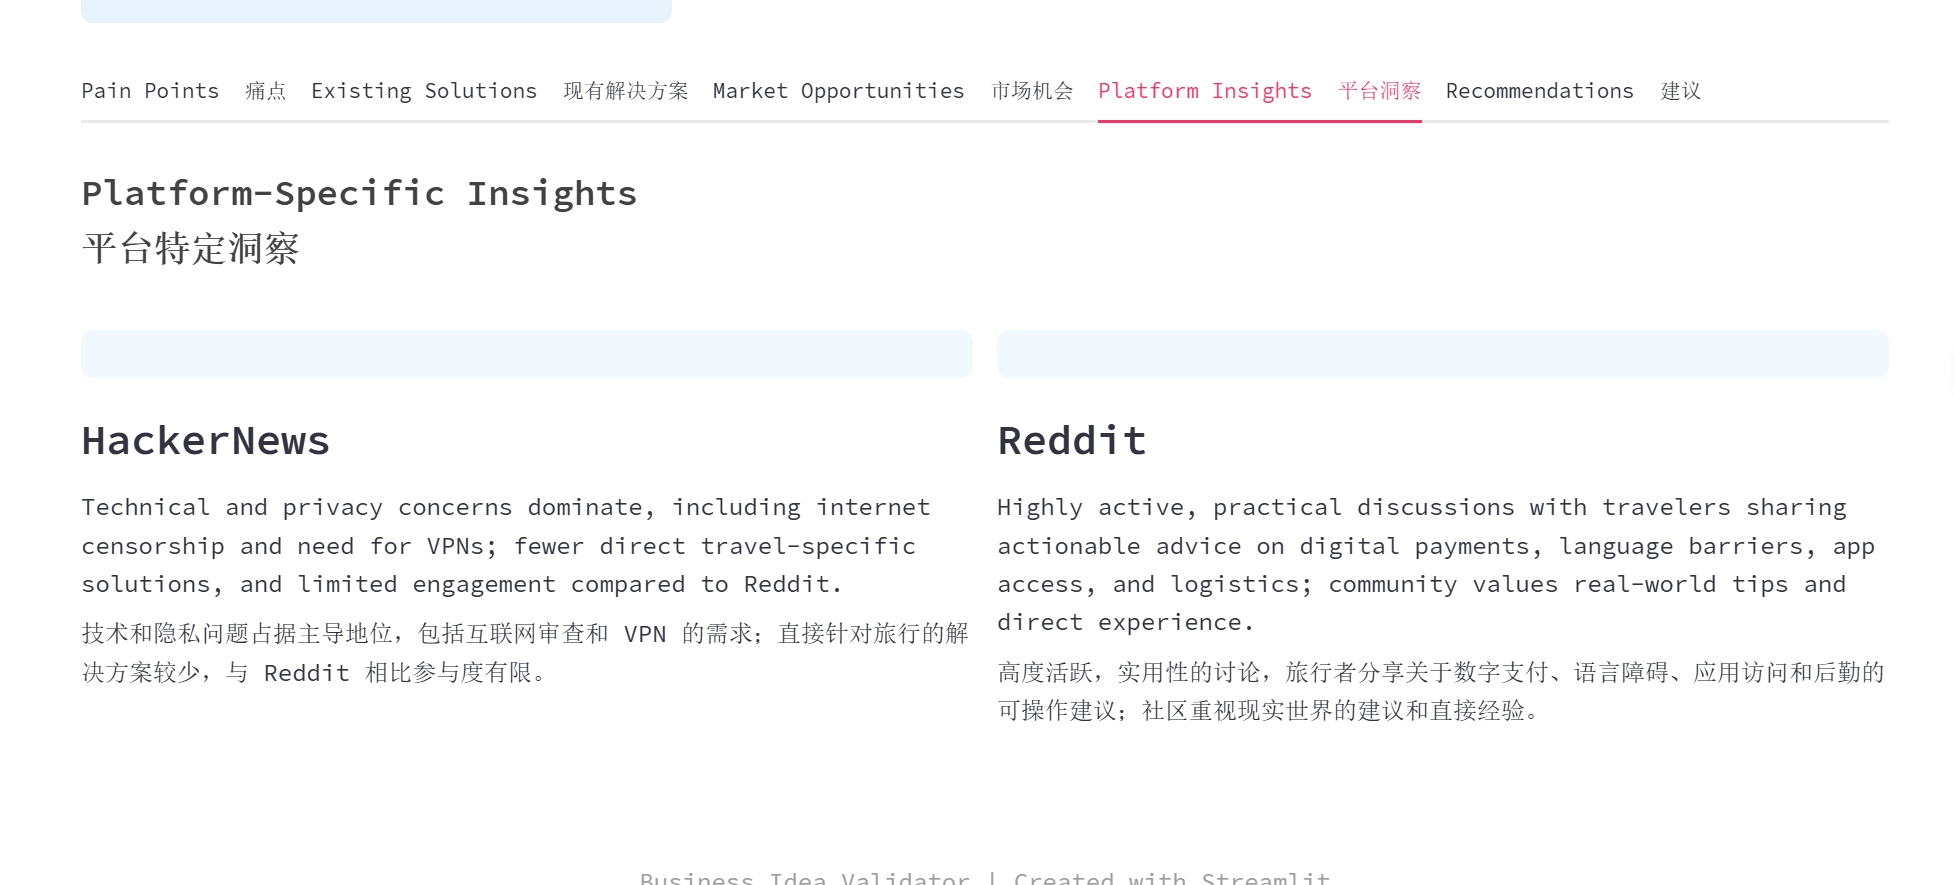 Pain Points 痛点 Existing Solutions 现有解决方案 Market Opportunities 市场机会 Platform Insights 平台洞察 Recommendations 建议
Platform-Specific Insights
平台特定洞察
HackerNews
Technical and privacy concerns dominate, including internet
censorship and need for VPNs; fewer direct travel-specific
solutions, and limited engagement compared to Reddit.
技术和隐私问题占据主导地位，包括互联网审查和 VPN 的需求；直接针对旅行的解
决方案较少，与 Reddit 相比参与度有限。
Reddit
Highly active, practical discussions with travelers sharing
actionable advice on digital payments, language barriers, app
access, and logistics; community values real-world tips and
direct experience.
高度活跃，实用性的讨论，旅行者分享关于数字支付、语言障碍、应用访问和后勤的
可操作建议；社区重视现实世界的建议和直接经验。
Business Idea Validator | Created with Streamlit